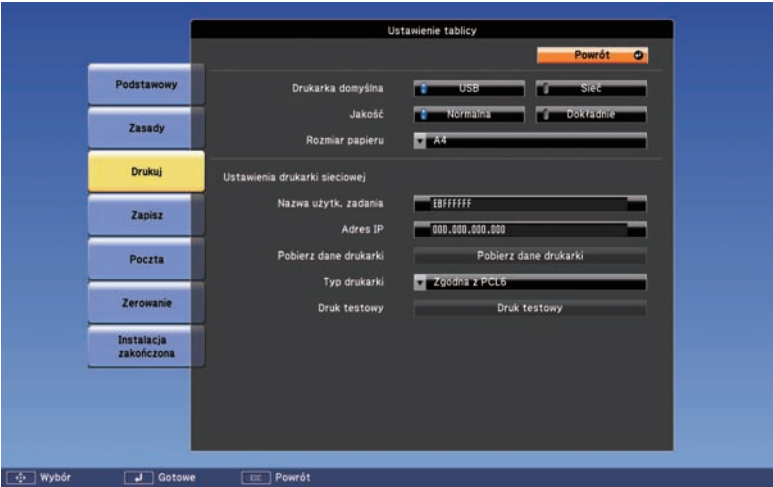 Ustawienie tablicy
Powrót
Podstawowy
Zasady
Drukuj
Zapisz
Poczta
Zerowanie
Instalacja
zakończona
Drukarka domyślna USB Sieć
Jakość Normalna Dokładnie
Rozmiar papieru A4
Ustawienia drukarki sieciowej
Nazwa użytk. zadania EBFFFFFF
Adres IP 000.000.000.000
Pobierz dane drukarki Pobierz dane drukarki
Typ drukarki Zgodna z PCL6
Druk testowy Druk testowy
Wybór Gotowe ESC Powrót